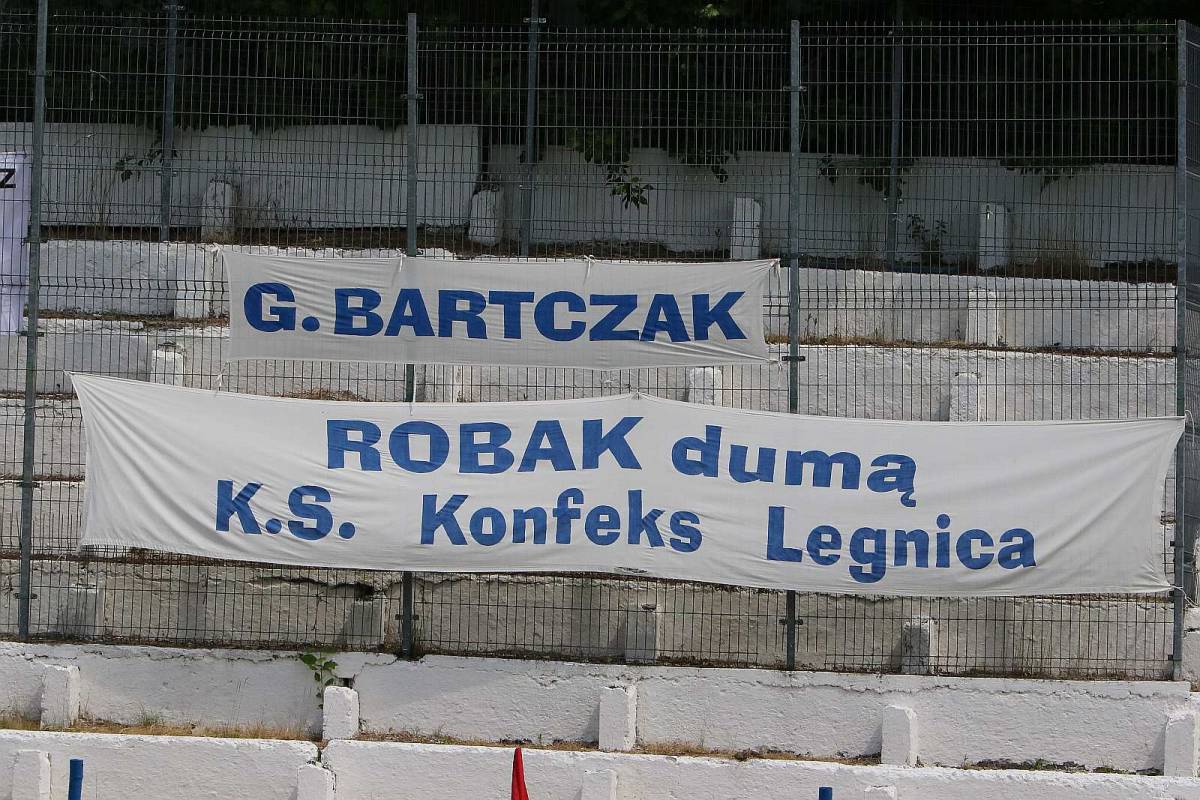 Z
G. BARTCZAK
ROBAK dumą
K.S. Konfeks Legnica